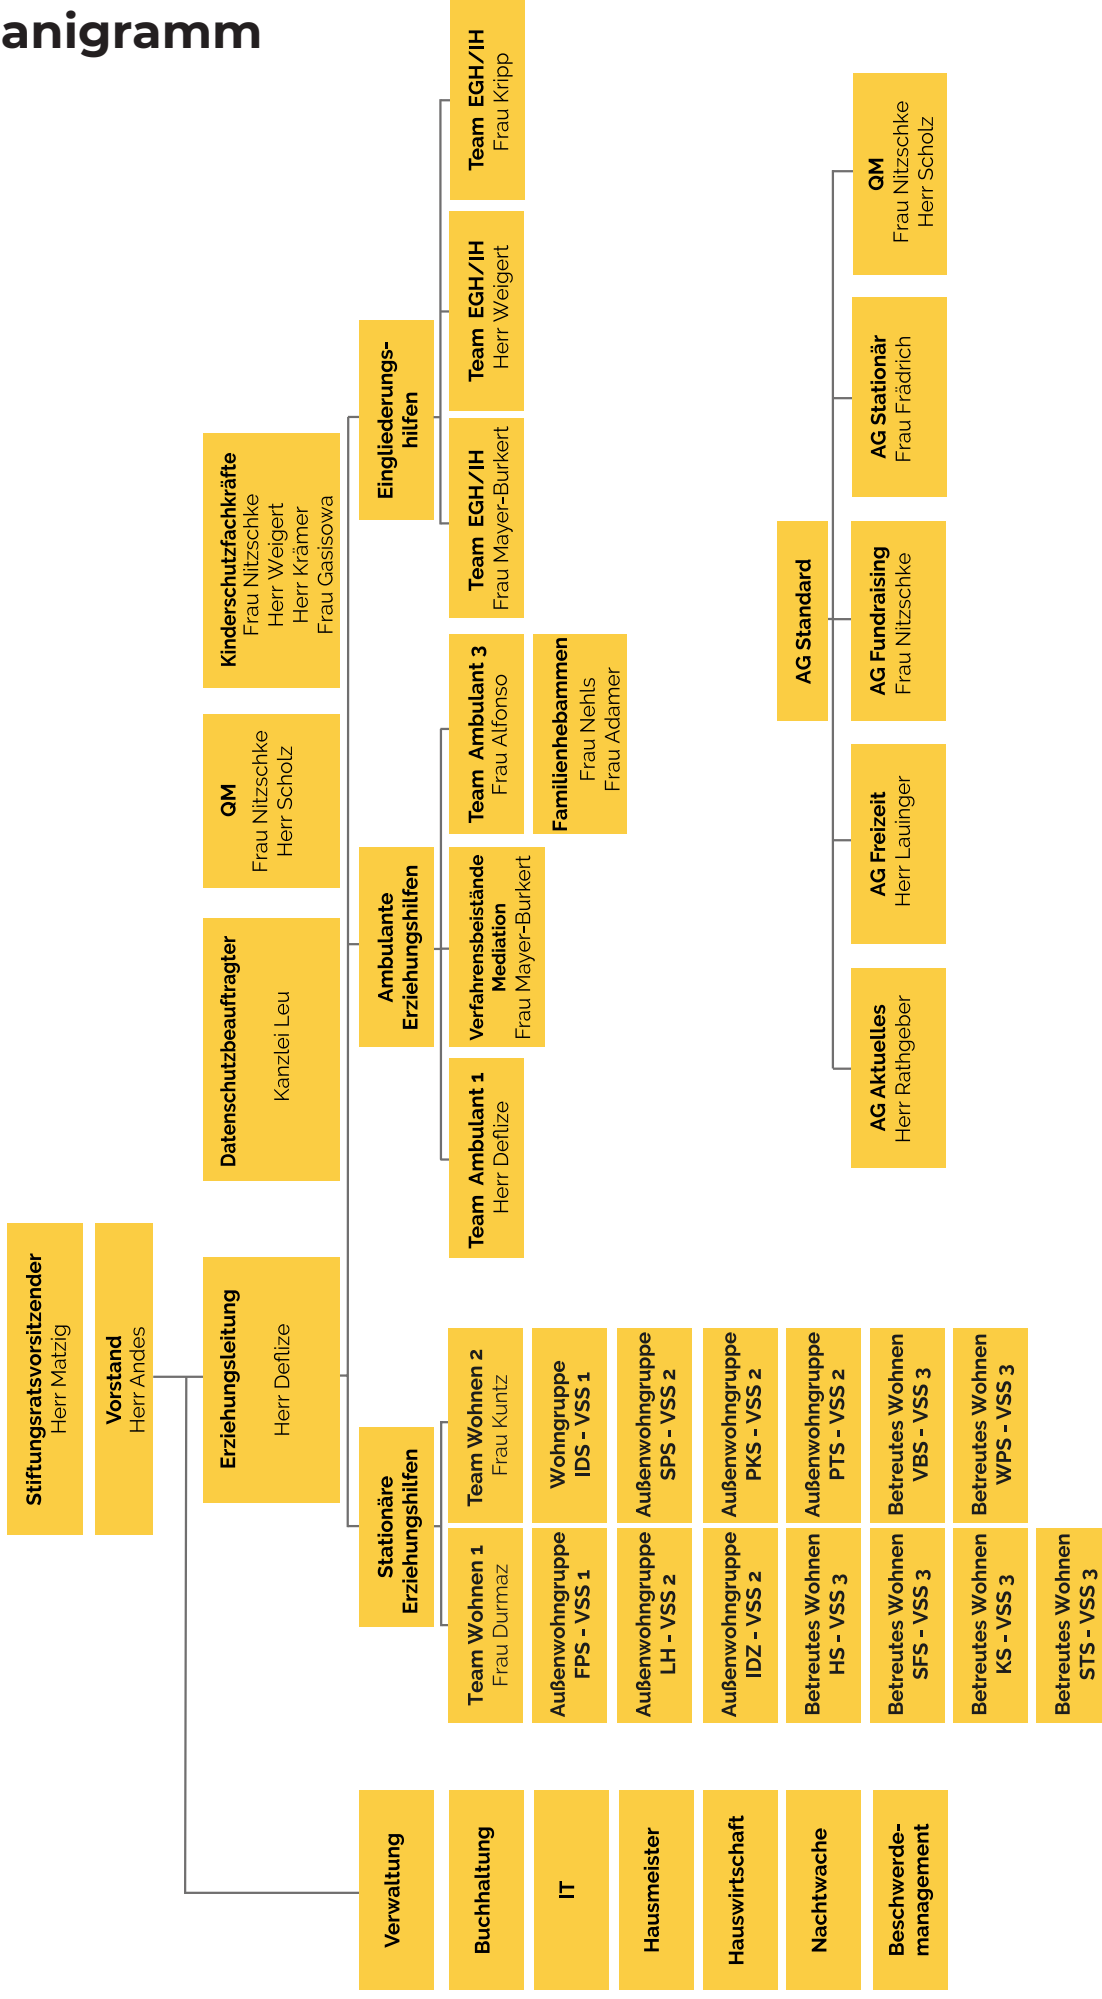 anigramm
Stiftungsratsvorsitzender
Herr Matzig
Vorstand
Herr Andes
Erziehungsleitung
Herr Deflize
Datenschutzbeauftragter
Kanzlei Leu
QM
Frau Nitzschke
Herr Scholz
Kinderschutzfachkräfte
Frau Nitzschke
Herr Weigert
Herr Krämer
Frau Gasisowa
Verwaltung
Buchhaltung
IT
Hausmeister
Hauswirtschaft
Nachtwache
Beschwerde-
management
Stationäre
Erziehungshilfen
Team Wohnen 1
Frau Durmaz
Außenwohngruppe
FPS - VSS 1
Außenwohngruppe
LH - VSS 2
Außenwohngruppe
IDZ - VSS 2
Betreutes Wohnen
HS - VSS 3
Betreutes Wohnen
SFS - VSS 3
Betreutes Wohnen
KS - VSS 3
Betreutes Wohnen
STS - VSS 3
Team Wohnen 2
Frau Kuntz
Wohngruppe
IDS - VSS 1
Außenwohngruppe
SPS - VSS 2
Außenwohngruppe
PKS - VSS 2
Außenwohngruppe
PTS - VSS 2
Betreutes Wohnen
VBS - VSS 3
Betreutes Wohnen
WPS - VSS 3
Ambulante
Erziehungshilfen
Team Ambulant 1
Herr Deflize
Verfahrensbeistände
Mediation
Frau Mayer-Burkert
Team Ambulant 3
Frau Alfonso
Familienhebammen
Frau Nehls
Frau Adamer
Eingliederungs-
hilfen
Team EGH/IH
Frau Mayer-Burkert
Team EGH/IH
Herr Weigert
Team EGH/IH
Frau Kripp
AG Standard
AG Aktuelles
Herr Rathgeber
AG Freizeit
Herr Lauinger
AG Fundraising
Frau Nitzschke
AG Stationär
Frau Frädrich
QM
Frau Nitzschke
Herr Scholz